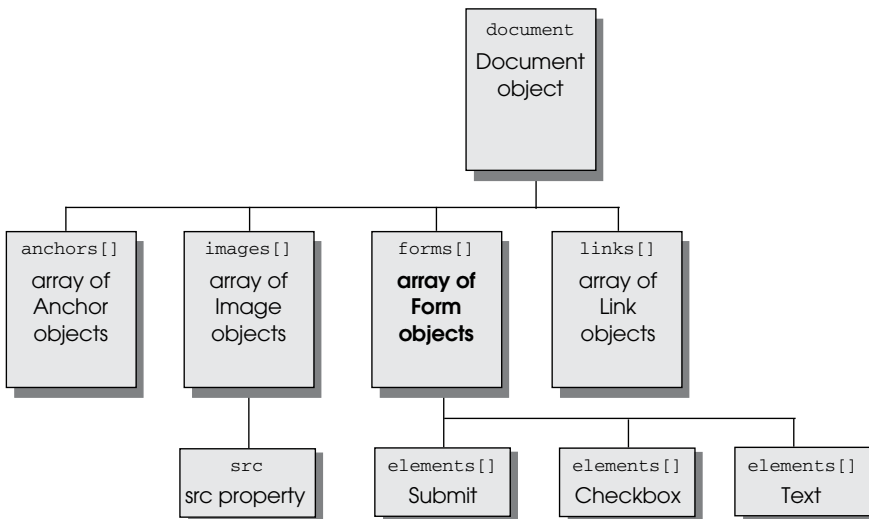 document
Document
object
anchors[]
array of
Anchor
objects
images[]
array of
Image
objects
forms[]
array of
Form
objects
links[]
array of
Link
objects
src
src property
elements[]
Submit
elements[]
Checkbox
elements[]
Text